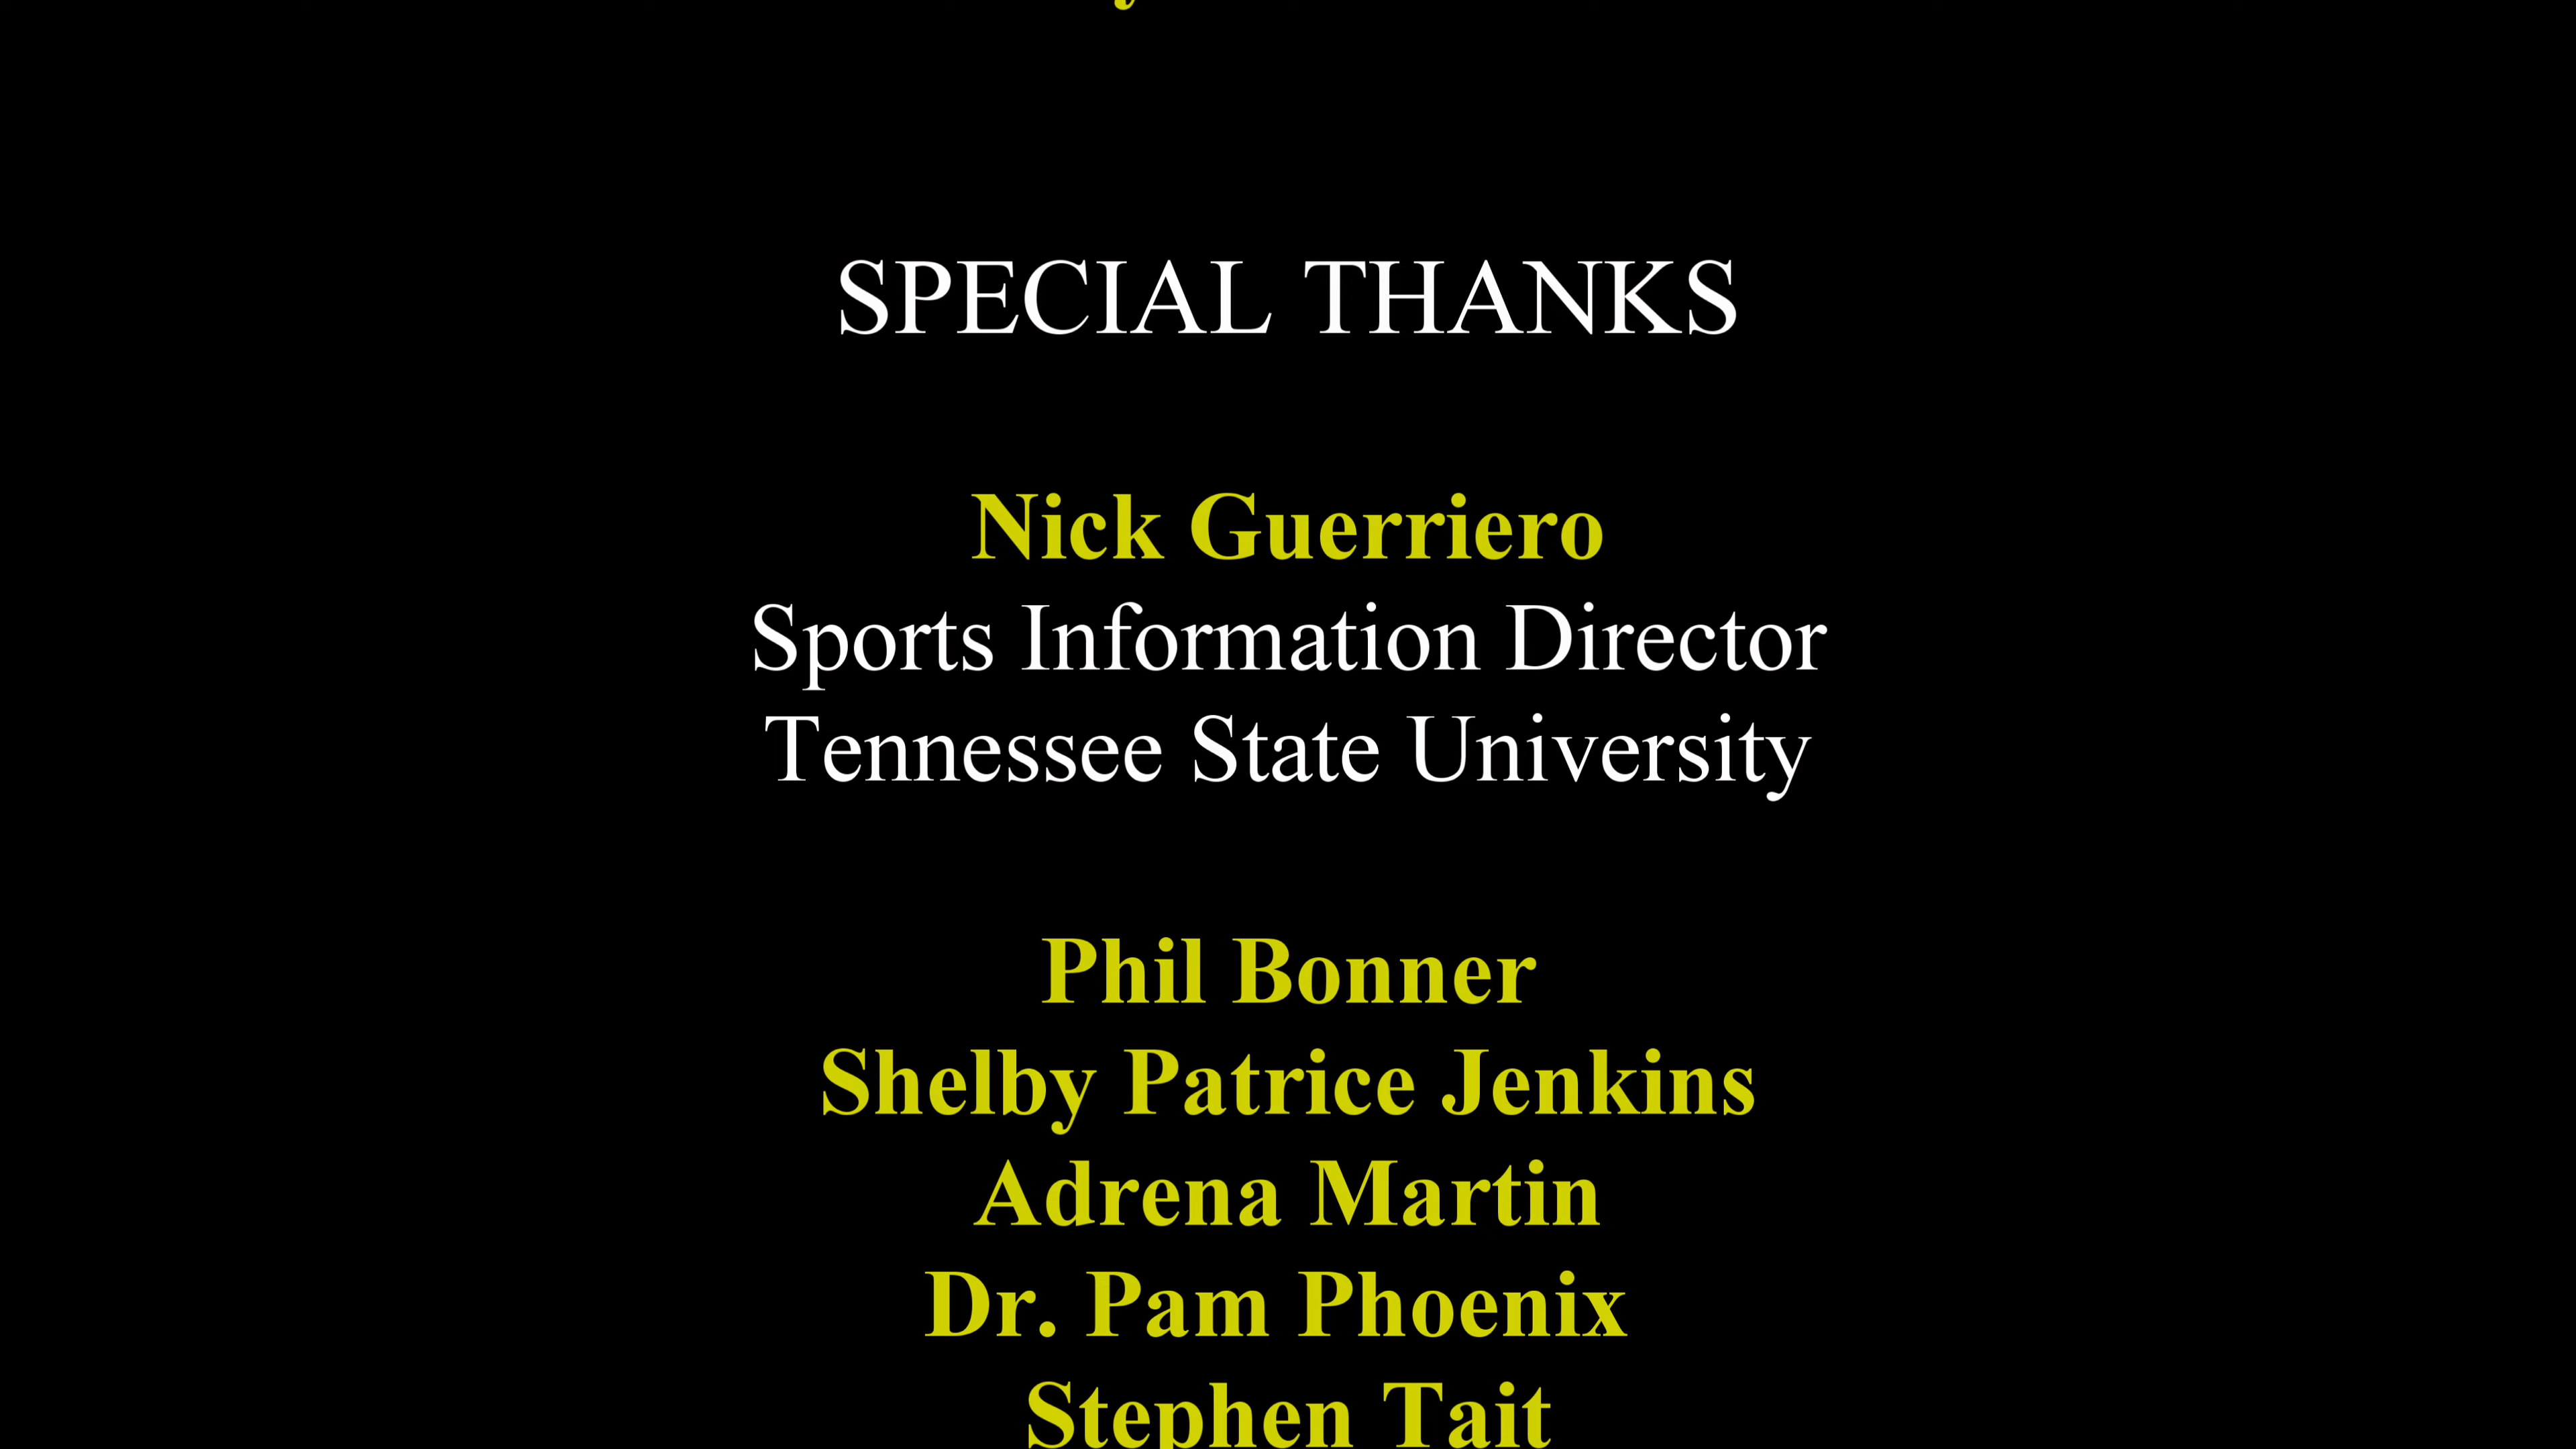 SPECIAL THANKS
Nick Guerriero
Sports Information Director
Tennessee State University
Phil Bonner
Shelby Patrice Jenkins
Adrena Martin
Dr. Pam Phoenix
Stephen Tait